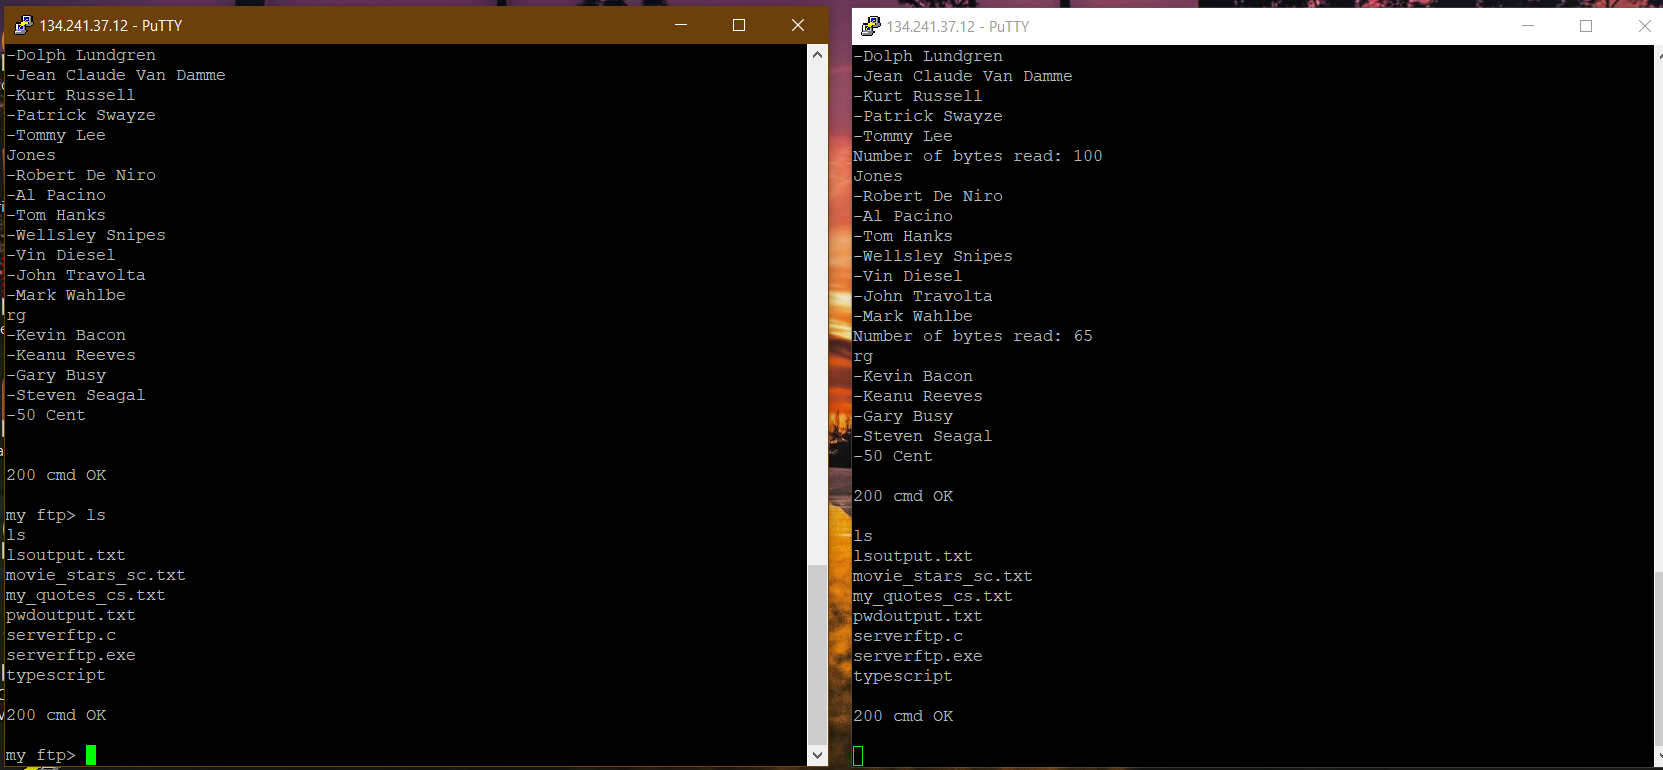 134.241.37.12 - PuTTY
-Dolph Lundgren
-Jean Claude Van Damme
-Kurt Russell
-Patrick Swayze
-Tommy Lee
Jones
-Robert De Niro
-Al Pacino
-Tom Hanks
-Wellsley Snipes
-Vin Diesel
-John Travolta
-Mark Wahlbe
rg
-Kevin Bacon
-Keanu Reeves
-Gary Busy
-Steven Seagal
-50 Cent
200 cmd OK
my ftp> ls
ls
lsoutput.txt
movie_stars_sc.txt
my_quotes_cs.txt
pwdoutput.txt
serverftp.c
serverftp.exe
typescript
200 cmd OK
my ftp>
134.241.37.12 - PuTTY
-Dolph Lundgren
-Jean Claude Van Damme
-Kurt Russell
-Patrick Swayze
-Tommy Lee
Number of bytes read: 100
Jones
-Robert De Niro
-Al Pacino
-Tom Hanks
-Wellsley Snipes
-Vin Diesel
-John Travolta
-Mark Wahlbe
Number of bytes read: 65
rg
-Kevin Bacon
-Keanu Reeves
-Gary Busy
-Steven Seagal
-50 Cent
200 cmd OK
ls
lsoutput.txt
movie_stars_sc.txt
my_quotes_cs.txt
pwdoutput.txt
serverftp.c
serverftp.exe
typescript
200 cmd OK